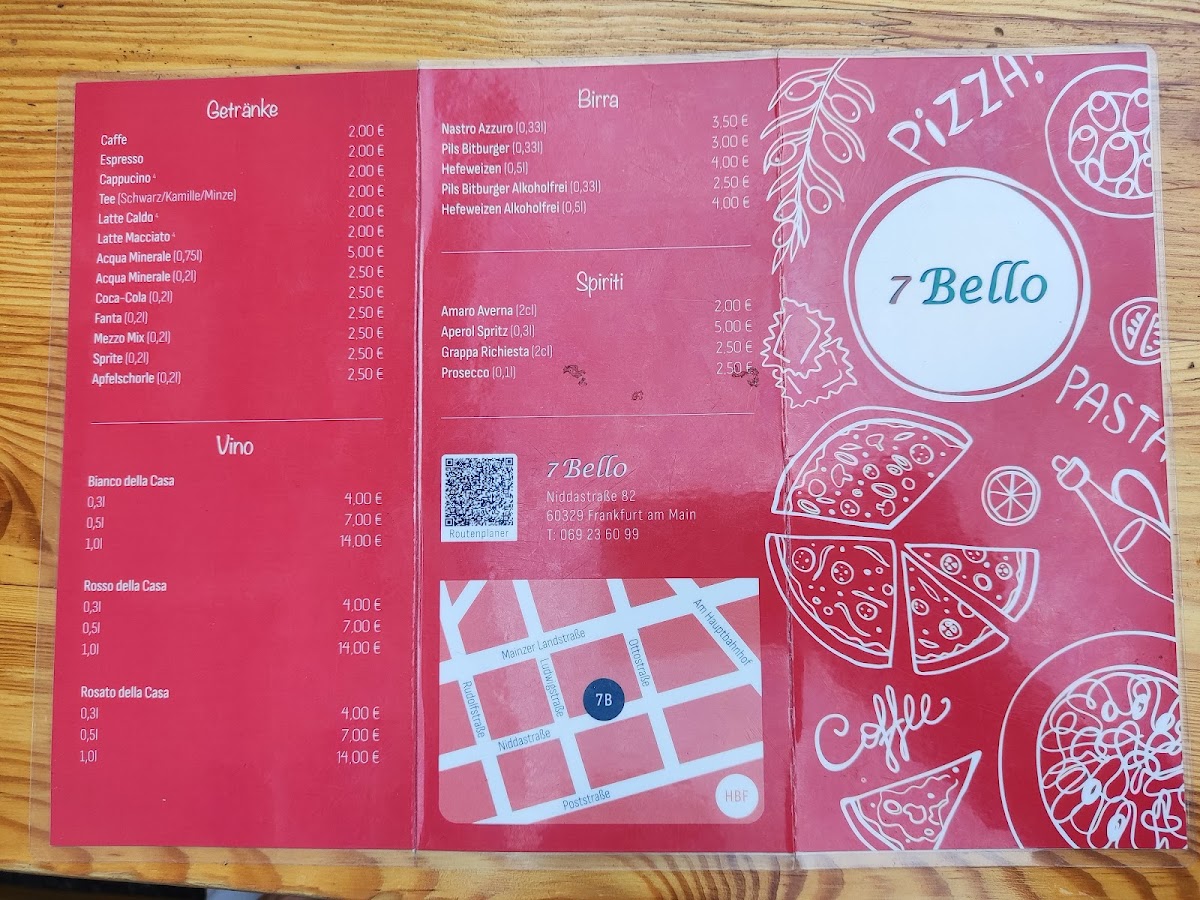 Getränke
Caffe 2,00 €
Espresso 2,00 €
Cappucino 4 2,00 €
Tee (Schwarz/Kamille/Minze) 2,00 €
Latte Caldo 4 2,00 €
Latte Macciato 4 2,00 €
Acqua Minerale (0,75l) 5,00 €
Acqua Minerale (0,2l) 2,50 €
Coca-Cola (0,2l) 2,50 €
Fanta (0,2l) 2,50 €
Mezzo Mix (0,2l) 2,50 €
Sprite (0,2l) 2,50 €
Apfelschorle (0,2l) 2,50 €
Vino
Bianco della Casa
0,3l 4,00 €
0,5l 7,00 €
1,0l 14,00 €
Rosso della Casa
0,3l 4,00 €
0,5l 7,00 €
1,0l 14,00 €
Rosato della Casa
0,3l 4,00 €
0,5l 7,00 €
1,0l 14,00 €
Birra
Nastro Azzuro (0,33l) 3,50 €
Pils Bitburger (0,33l) 3,00 €
Hefeweizen (0,5l) 4,00 €
Pils Bitburger Alkoholfrei (0,33l) 2,50 €
Hefeweizen Alkoholfrei (0,5l) 4,00 €
Spiriti
Amaro Averna (2cl) 2,00 €
Aperol Spritz (0,3l) 5,00 €
Grappa Richiesta (2cl) 2,50 €
Prosecco (0,1l) 2,50 €
Routenplaner
7 Bello
Niddastraße 82
60329 Frankfurt am Main
T: 069 23 60 99
Mainzer Landstraße
Am Hauptbahnhof
Ottostraße
Ludwigstraße
Rudolfstraße
7B
Niddastraße
Poststraße
HBF
PIZZA!
7 Bello
PASTA
Coffee